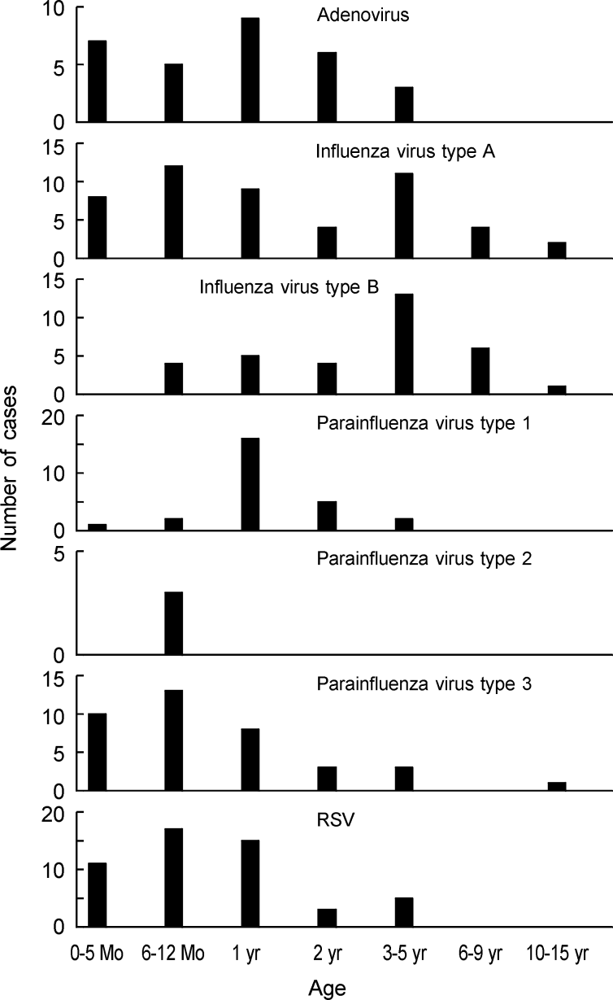 Number of cases
Adenovirus
10
5
0
Influenza virus type A
15
10
5
0
Influenza virus type B
15
10
5
0
Parainfluenza virus type 1
20
10
0
Parainfluenza virus type 2
5
0
Parainfluenza virus type 3
15
10
5
0
RSV
20
10
0
0-5 Mo 6-12 Mo 1 yr 2 yr 3-5 yr 6-9 yr 10-15 yr
Age